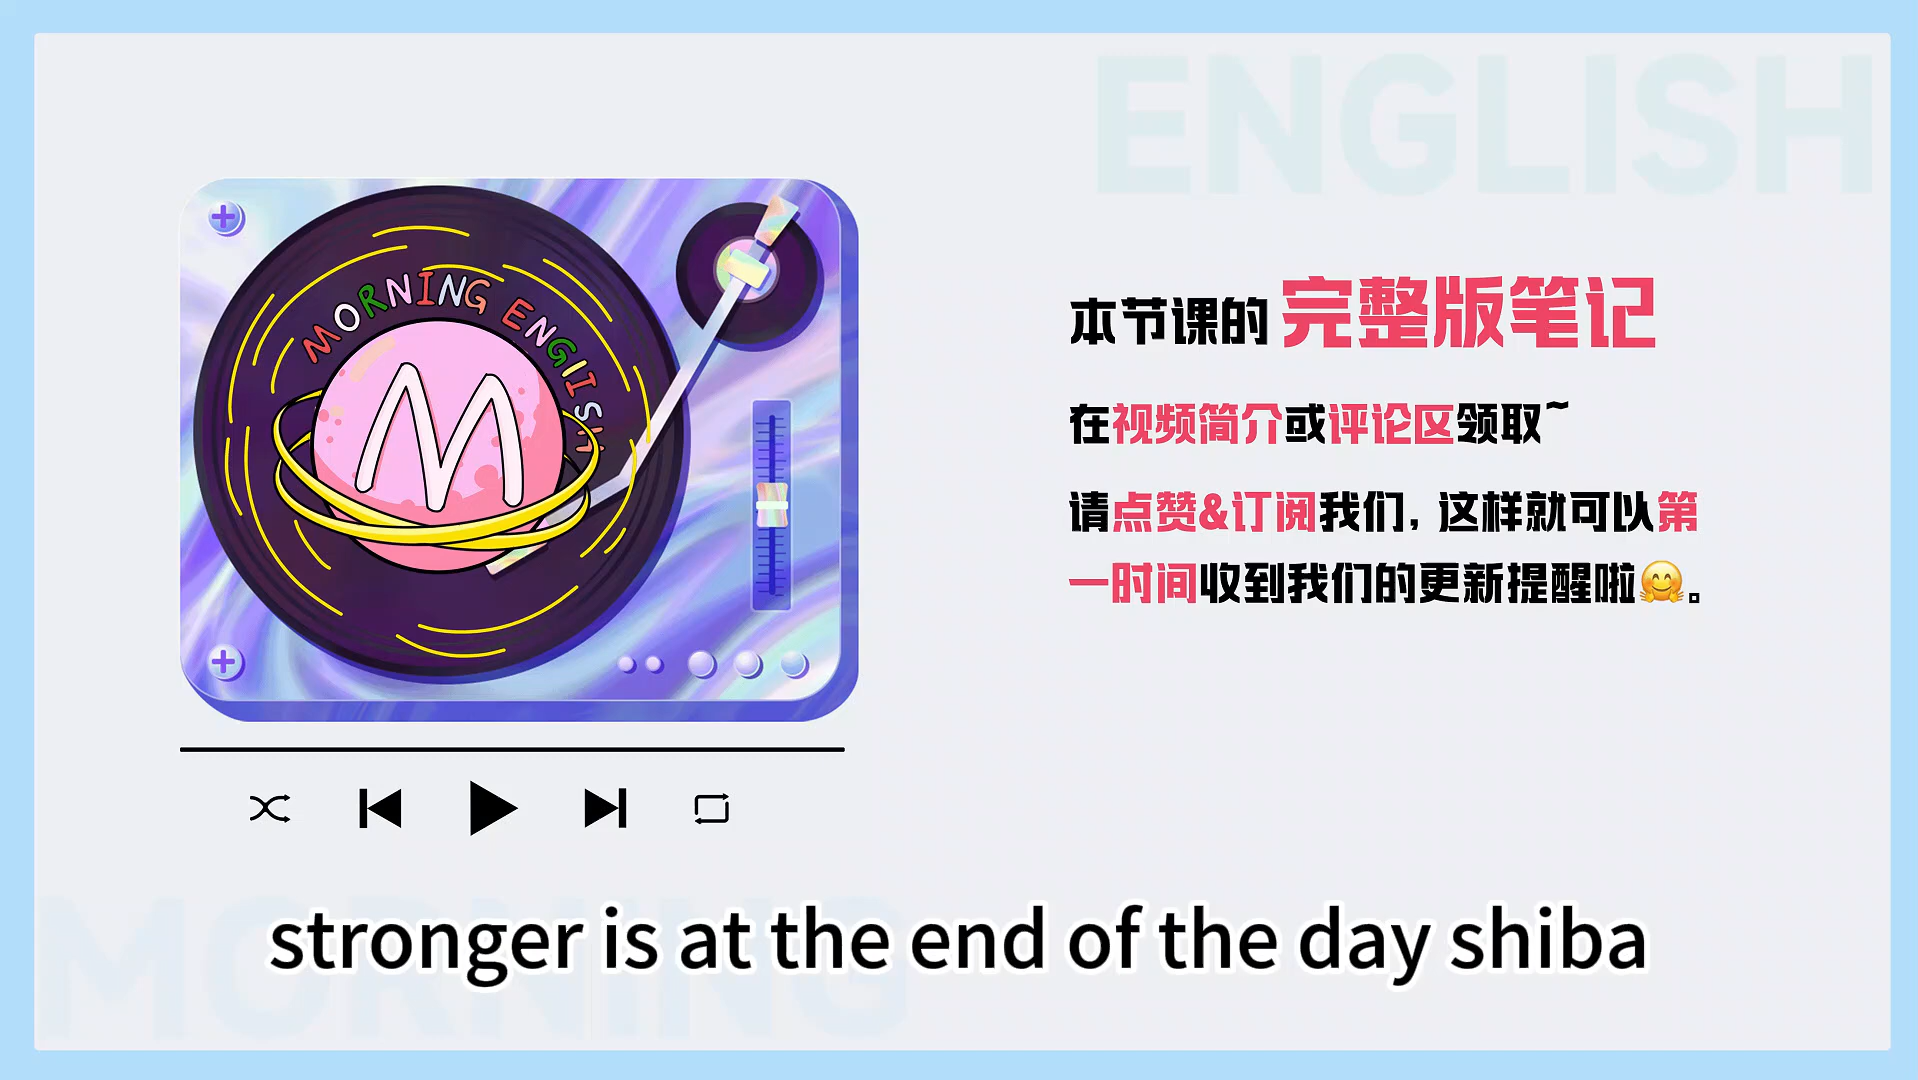 ENGLISH
MORNING ENGLISH
M
本节课的 完整版笔记
在视频简介或评论区领取~
请点赞&订阅我们, 这样就可以第
一时间收到我们的更新提醒啦🤗。
MORNING
stronger is at the end of the day shiba